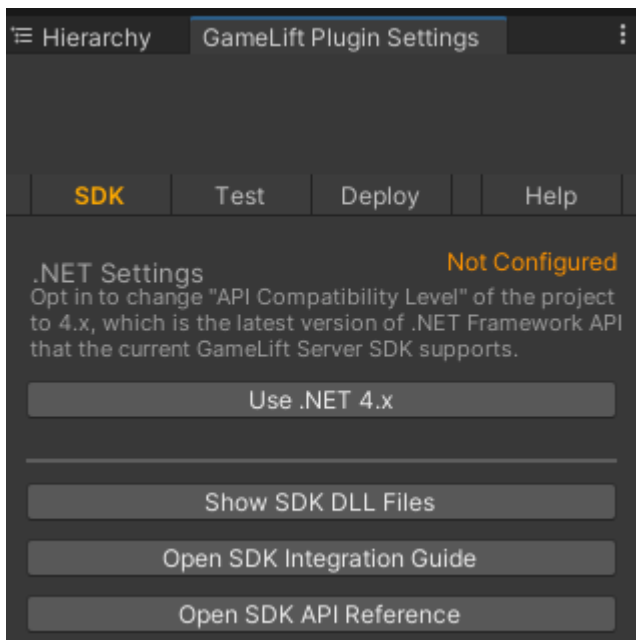 Hierarchy GameLift Plugin Settings
SDK Test Deploy Help
.NET Settings Not Configured
Opt in to change "API Compatibility Level" of the project
to 4.x, which is the latest version of .NET Framework API
that the current GameLift Server SDK supports.
Use .NET 4.x
Show SDK DLL Files
Open SDK Integration Guide
Open SDK API Reference